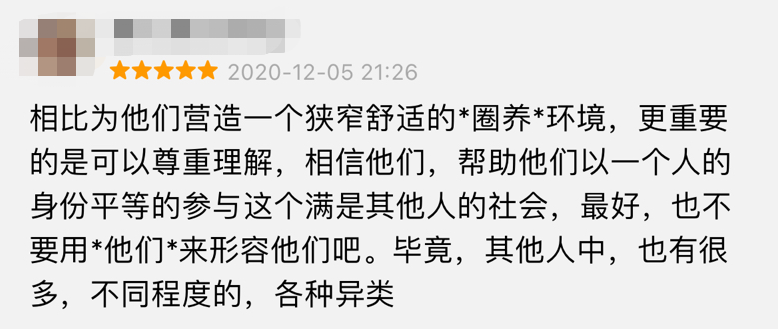 2020-12-05 21:26
相比为他们营造一个狭窄舒适的*圈养*环境，更重要
的是可以尊重理解，相信他们，帮助他们以一个人的
身份平等的参与这个满是其他人的社会，最好，也不
要用*他们*来形容他们吧。毕竟，其他人中，也有很
多，不同程度的，各种异类